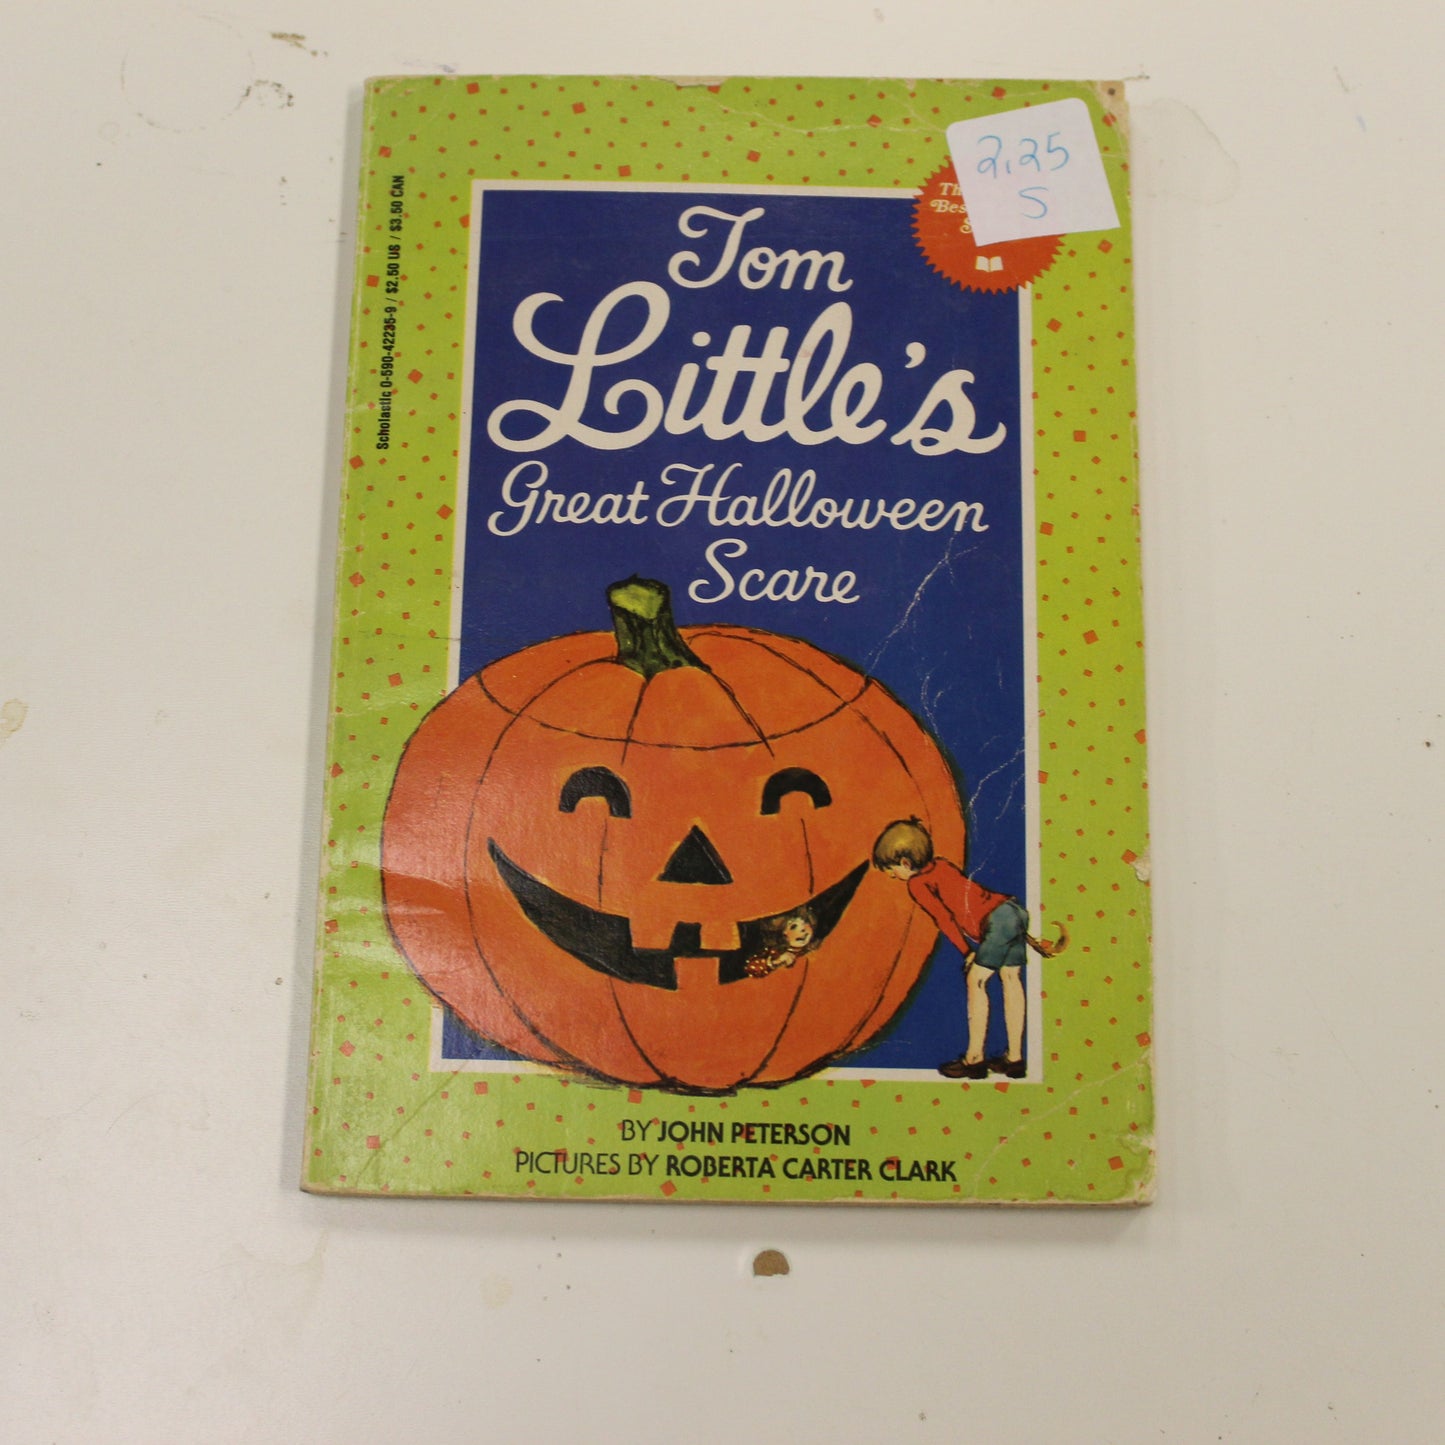 Scholastic 0-590-42235-9 / $2.50 US / $3.50 CAN
2.25
S
Tom
Little's
Great Halloween
Scare
BY JOHN PETERSON
PICTURES BY ROBERTA CARTER CLARK